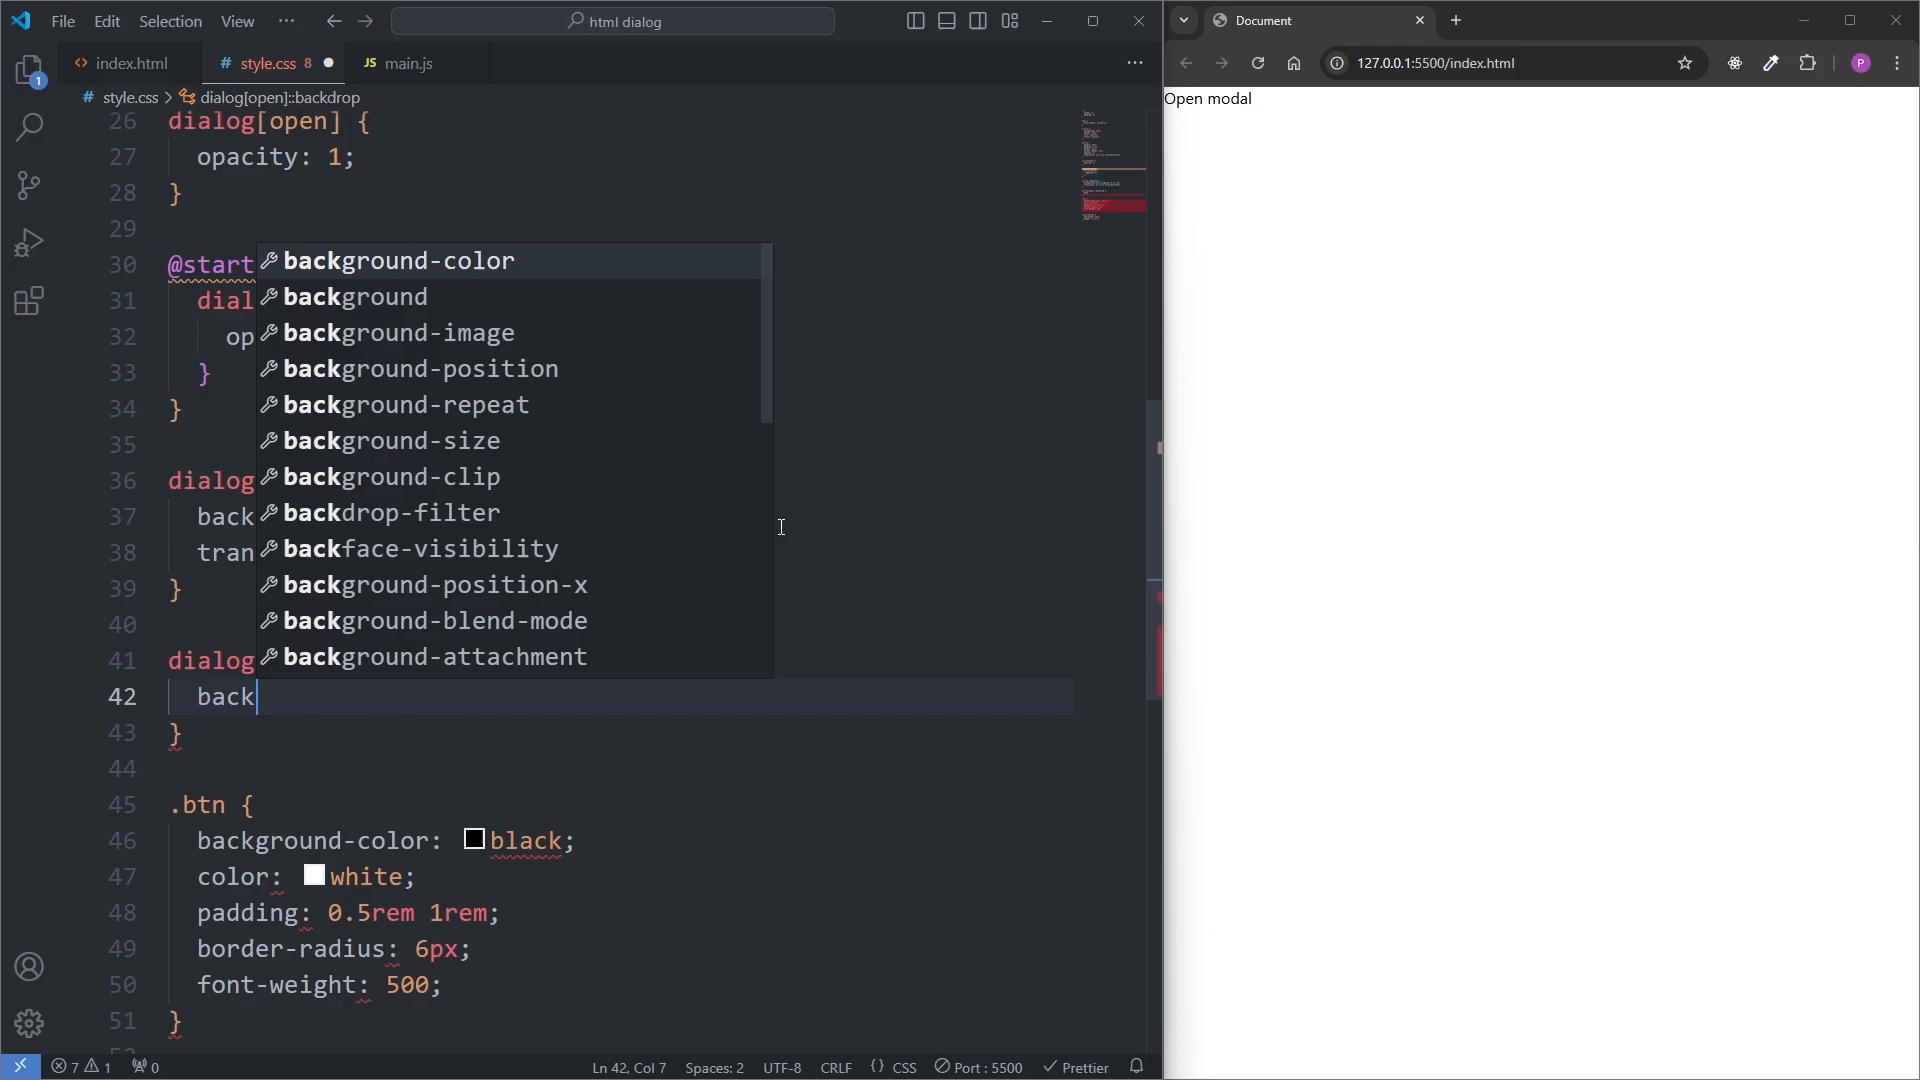 File Edit Selection View ··· html dialog
Document
index.html style.css 8 main.js ···
127.0.0.1:5500/index.html P
style.css > dialog[open]::backdrop
Open modal
1
26 dialog[open] {
27 opacity: 1;
28 }
29
30 @start
background-color
31 dial
background
32 op
background-image
33 }
background-position
34 }
background-repeat
35
background-size
36 dialog
background-clip
37 back
backdrop-filter
38 tran
backface-visibility
39 }
background-position-x
40
background-blend-mode
41 dialog
background-attachment
42 back
43 }
44
45 .btn {
46 background-color: black;
47 color: white;
48 padding: 0.5rem 1rem;
49 border-radius: 6px;
50 font-weight: 500;
51 }
7 1 0 Ln 42, Col 7 Spaces: 2 UTF-8 CRLF {} CSS Port : 5500 Prettier